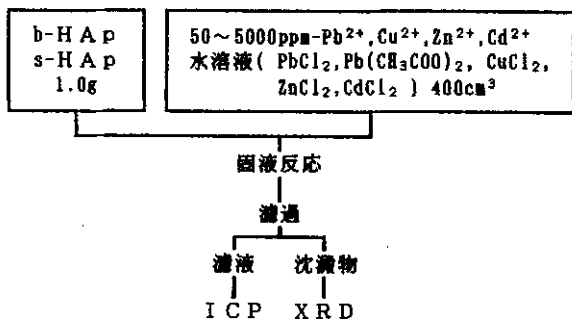 b-HAp
s-HAp
1.0g
50～5000ppm-Pb²⁺,Cu²⁺,Zn²⁺,Cd²⁺
水溶液( PbCl₂,Pb(CH₃COO)₂, CuCl₂,
ZnCl₂,CdCl₂ ) 400cm³
固液反応
濾過
濾液 沈澱物
ICP XRD